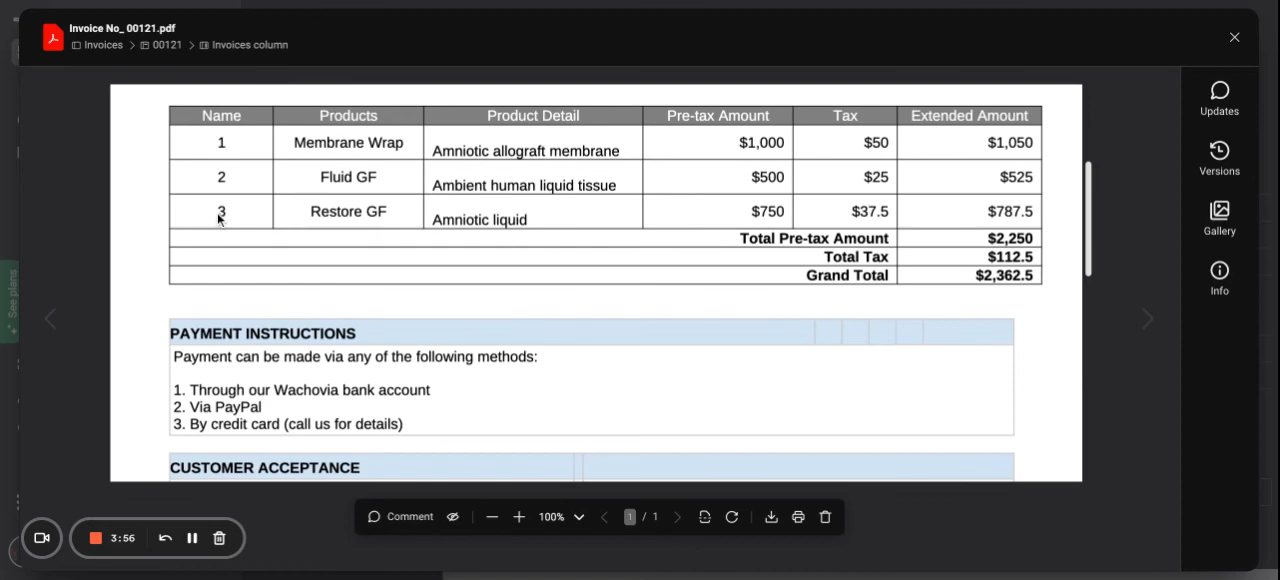 Invoice No_ 00121.pdf
Invoices > 00121 > Invoices column
Updates
Versions
Gallery
Info
See plans
Name Products Product Detail Pre-tax Amount Tax Extended Amount
1 Membrane Wrap Amniotic allograft membrane $1,000 $50 $1,050
2 Fluid GF Ambient human liquid tissue $500 $25 $525
3 Restore GF Amniotic liquid $750 $37.5 $787.5
Total Pre-tax Amount $2,250
Total Tax $112.5
Grand Total $2,362.5
PAYMENT INSTRUCTIONS
Payment can be made via any of the following methods:
1. Through our Wachovia bank account
2. Via PayPal
3. By credit card (call us for details)
CUSTOMER ACCEPTANCE
Comment 100% 1 / 1
3:56